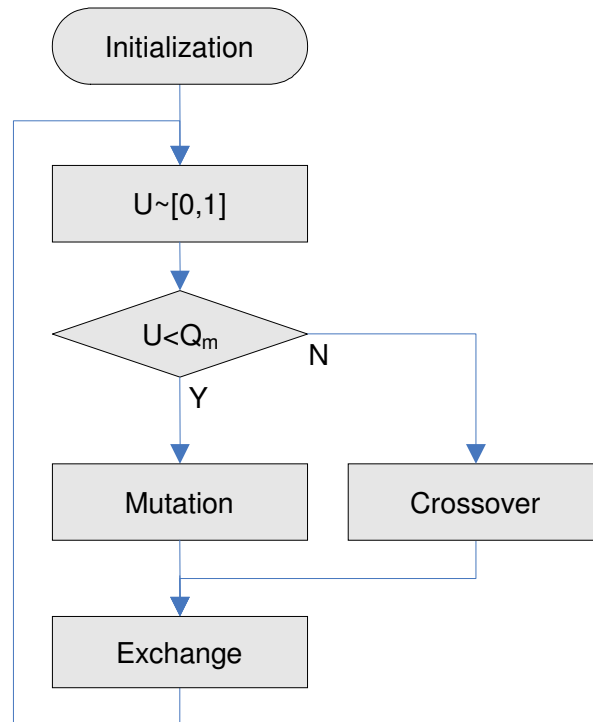 Initialization
U~[0,1]
U<Qm
N
Y
Mutation
Crossover
Exchange